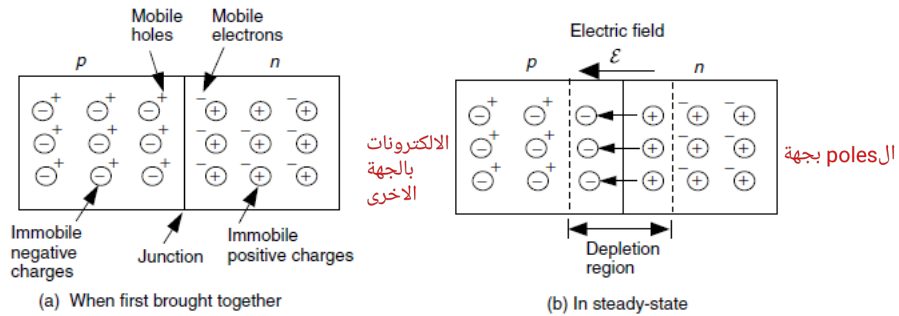 Mobile
holes
Mobile
electrons
p
n
Immobile
negative
charges
Junction
Immobile
positive charges
(a) When first brought together
الالكترونات
بالجهة
الاخرى
Electric field
ℰ
p
n
Depletion
region
(b) In steady-state
الpoles بجهة